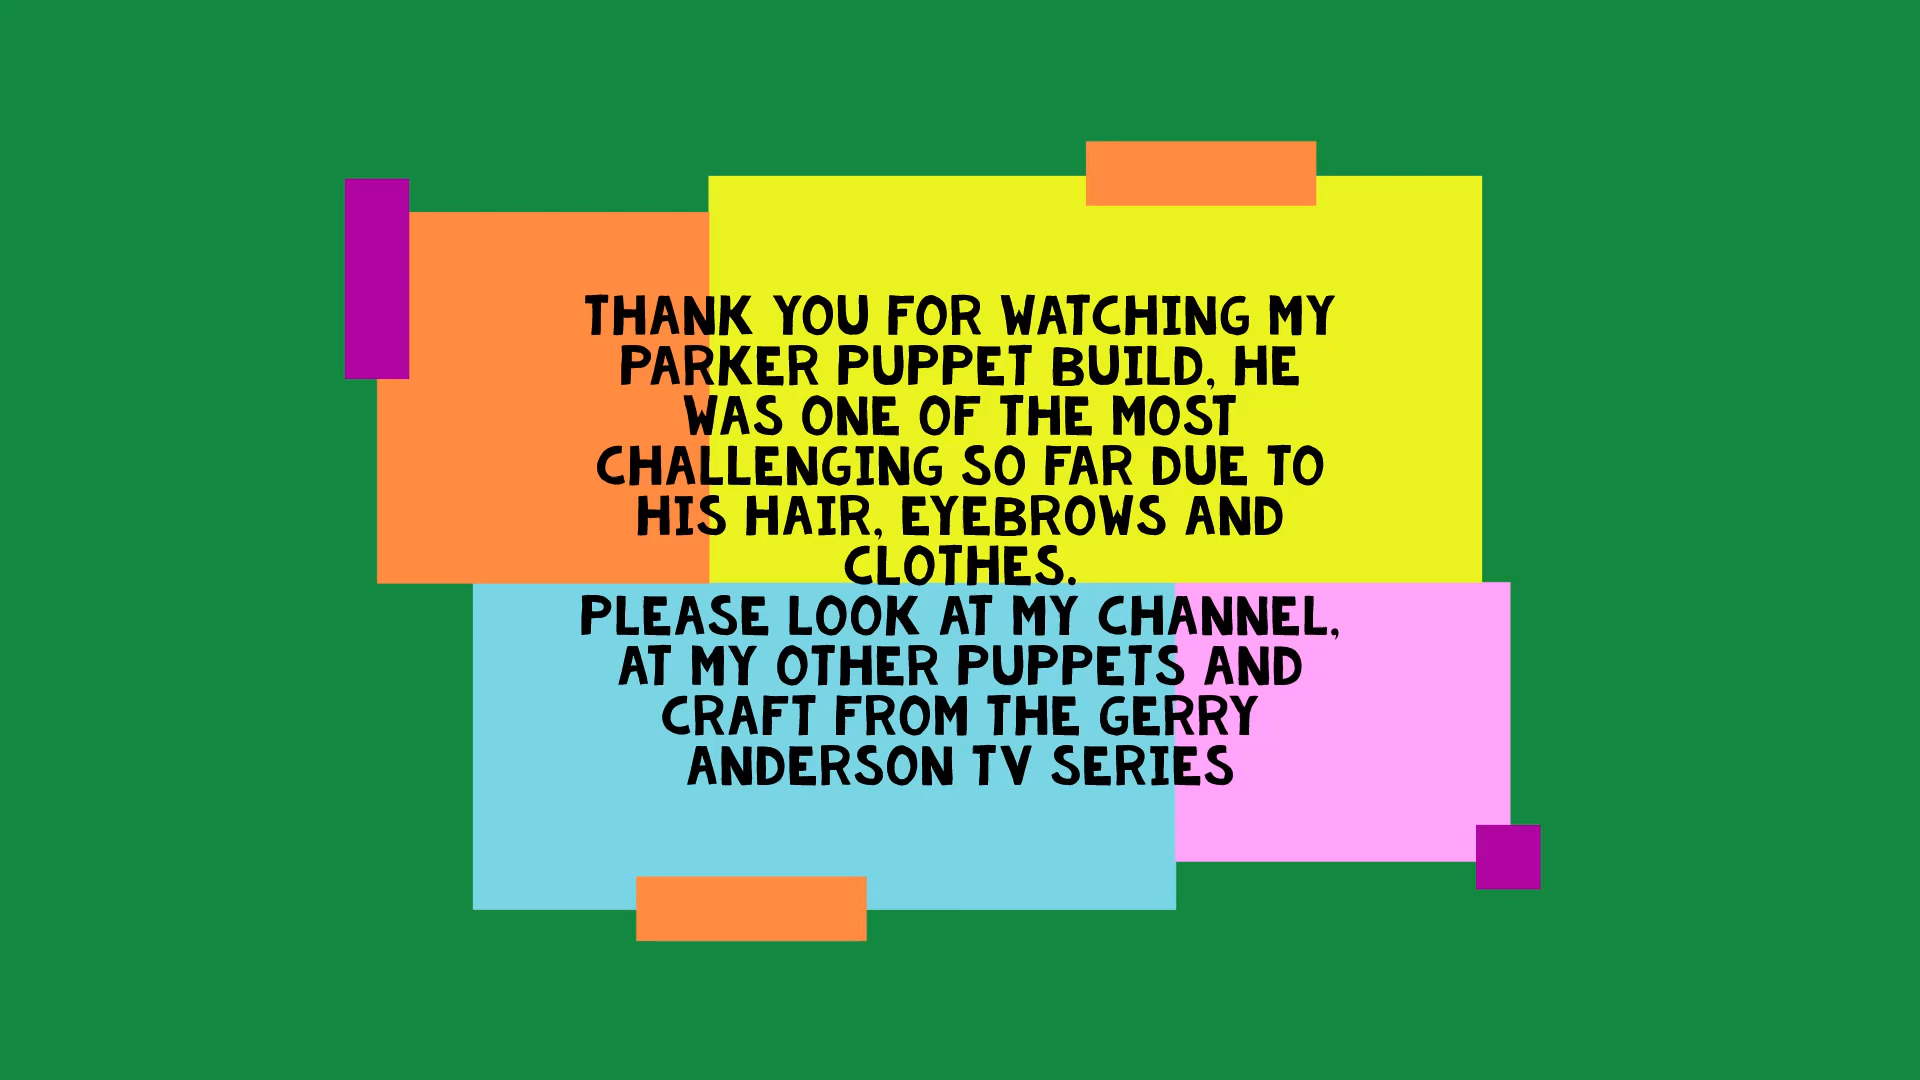 THANK YOU FOR WATCHING MY
PARKER PUPPET BUILD, HE
WAS ONE OF THE MOST
CHALLENGING SO FAR DUE TO
HIS HAIR, EYEBROWS AND
CLOTHES.
PLEASE LOOK AT MY CHANNEL,
AT MY OTHER PUPPETS AND
CRAFT FROM THE GERRY
ANDERSON TV SERIES